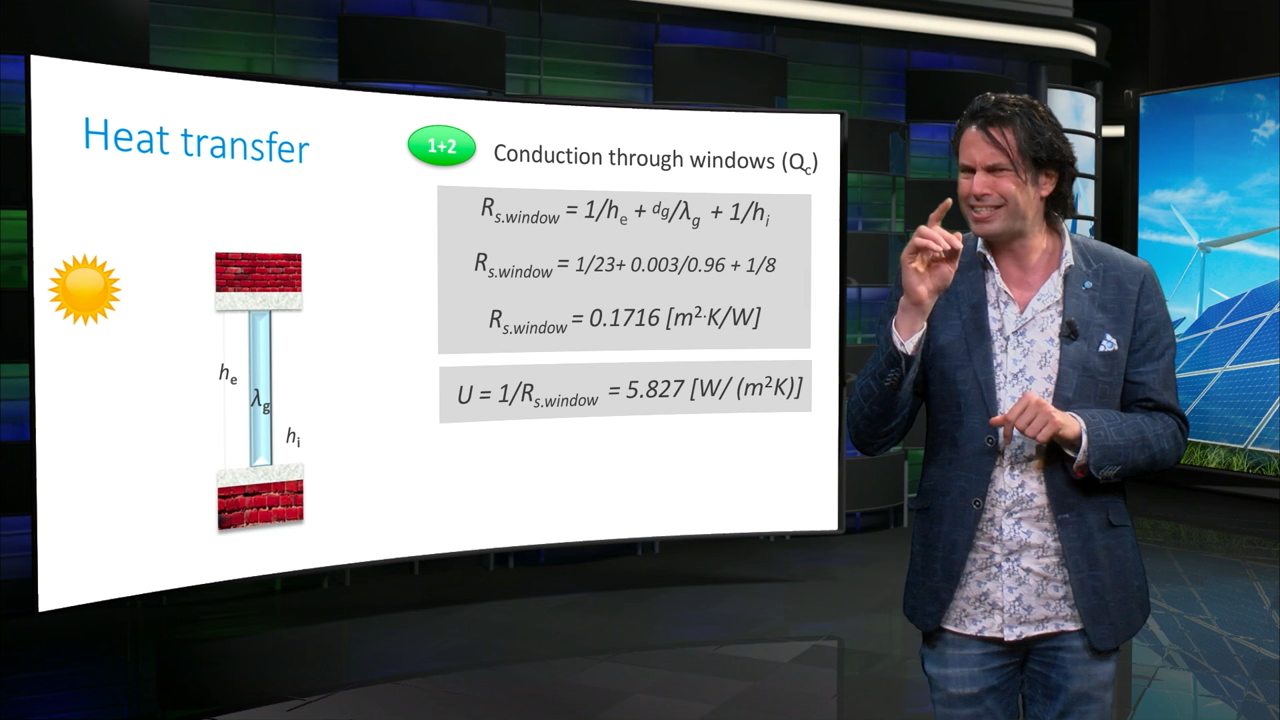 Heat transfer
1+2
Conduction through windows (Qc)
Rs.window = 1/he + dg/λg + 1/hi
Rs.window = 1/23+ 0.003/0.96 + 1/8
Rs.window = 0.1716 [m²·K/W]
U = 1/Rs.window = 5.827 [W/ (m²K)]
he
λg
hi